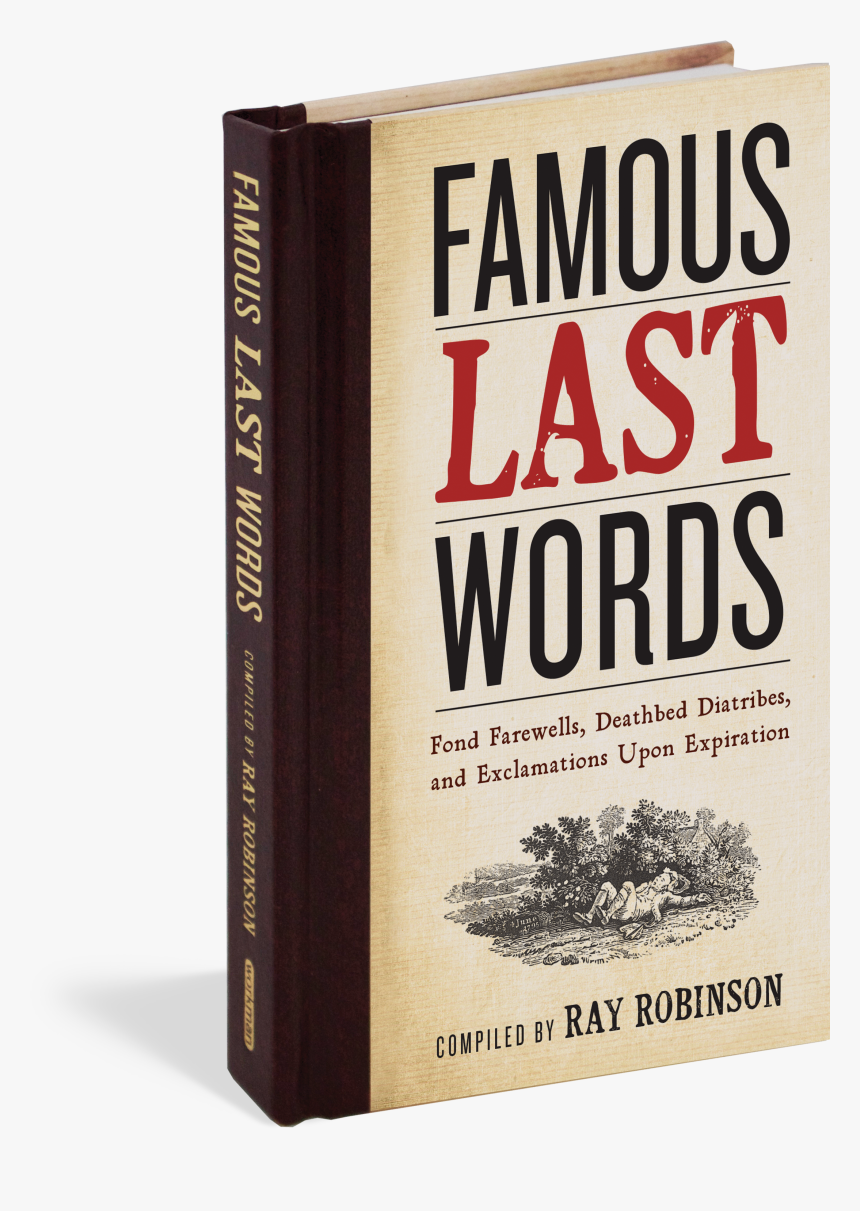 FAMOUS LAST WORDS COMPILED BY RAY ROBINSON
workman
FAMOUS
LAST
WORDS
Fond Farewells, Deathbed Diatribes,
and Exclamations Upon Expiration
COMPILED BY RAY ROBINSON